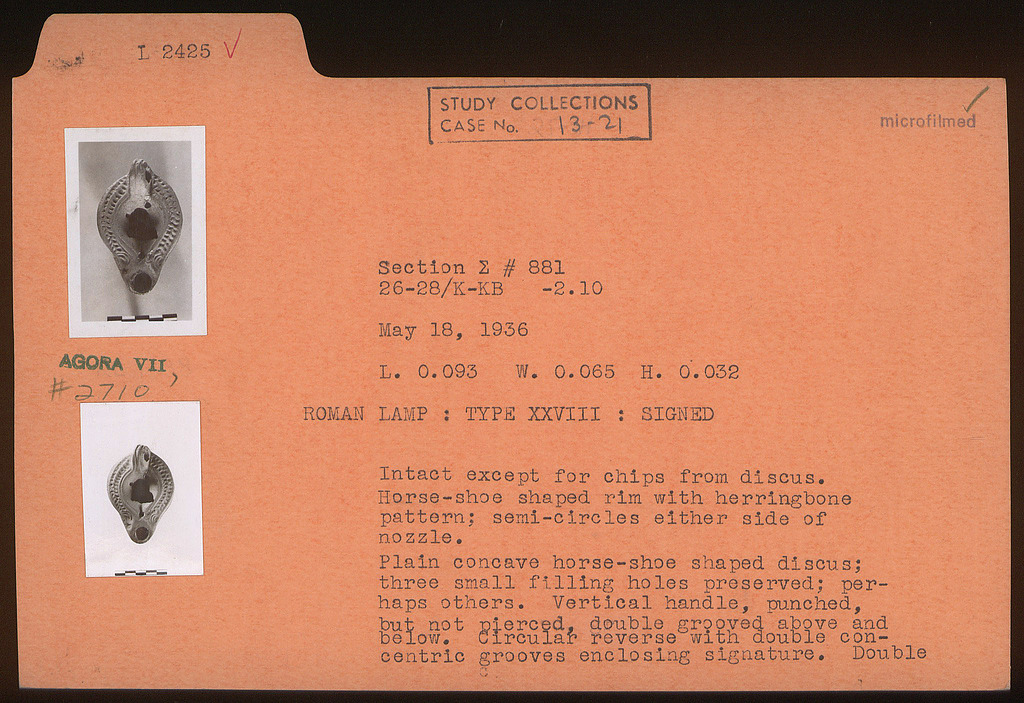 L 2425 ✓
STUDY COLLECTIONS
CASE No. 13-21
microfilmed ✓
AGORA VII,
#2710
Section Σ # 881
26-28/K-KB -2.10
May 18, 1936
L. 0.093 W. 0.065 H. 0.032
ROMAN LAMP : TYPE XXVIII : SIGNED
Intact except for chips from discus.
Horse-shoe shaped rim with herringbone
pattern; semi-circles either side of
nozzle.
Plain concave horse-shoe shaped discus;
three small filling holes preserved; per-
haps others. Vertical handle, punched,
but not pierced, double grooved above and
below. Circular reverse with double con-
centric grooves enclosing signature. Double